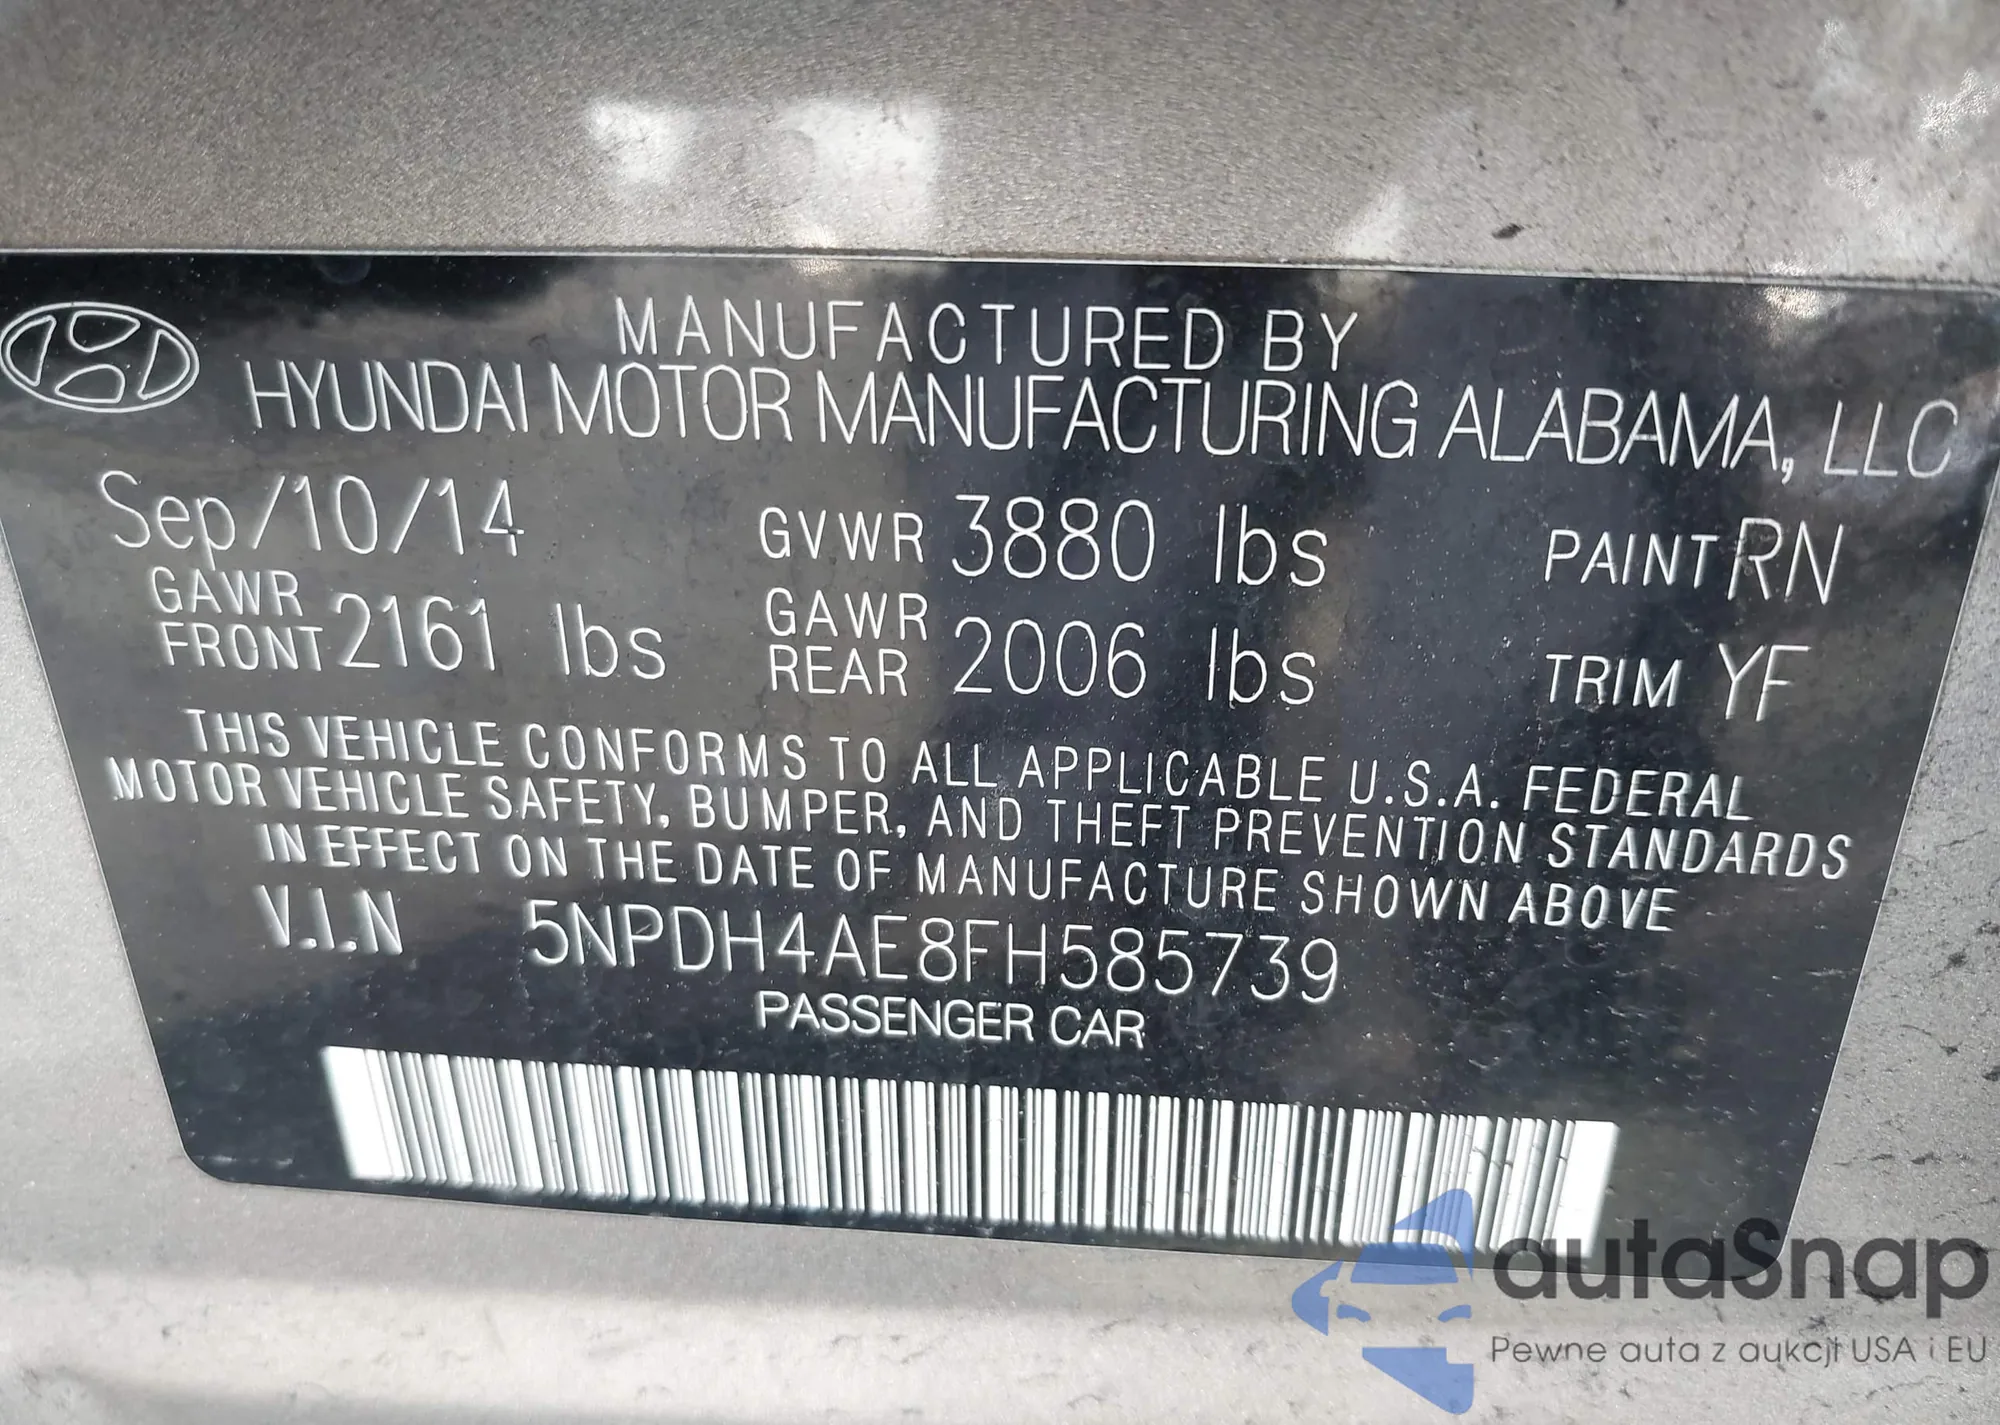 MANUFACTURED BY
HYUNDAI MOTOR MANUFACTURING ALABAMA, LLC
Sep/10/14 GVWR 3880 lbs PAINT RN
GAWR FRONT 2161 lbs GAWR REAR 2006 lbs TRIM YF
THIS VEHICLE CONFORMS TO ALL APPLICABLE U.S.A. FEDERAL
MOTOR VEHICLE SAFETY, BUMPER, AND THEFT PREVENTION STANDARDS
IN EFFECT ON THE DATE OF MANUFACTURE SHOWN ABOVE
V.I.N 5NPDH4AE8FH585739
PASSENGER CAR
autaSnap
Pewne auta z aukcji USA i EU